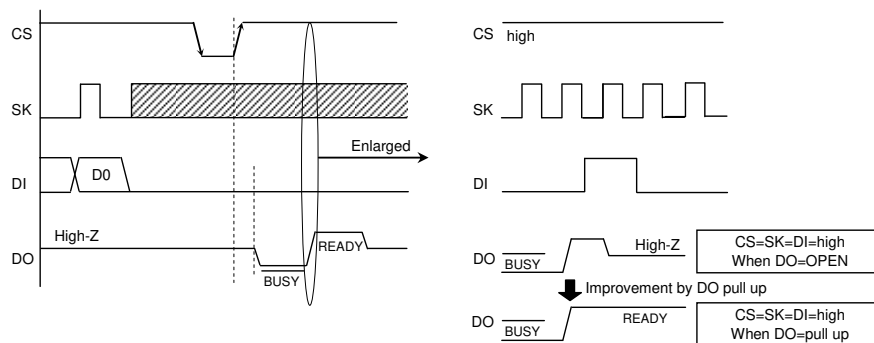 CS
SK
DI
D0
Enlarged
High-Z
DO
BUSY
READY
CS
high
SK
DI
DO
BUSY
High-Z
CS=SK=DI=high
When DO=OPEN
Improvement by DO pull up
DO
BUSY
READY
CS=SK=DI=high
When DO=pull up